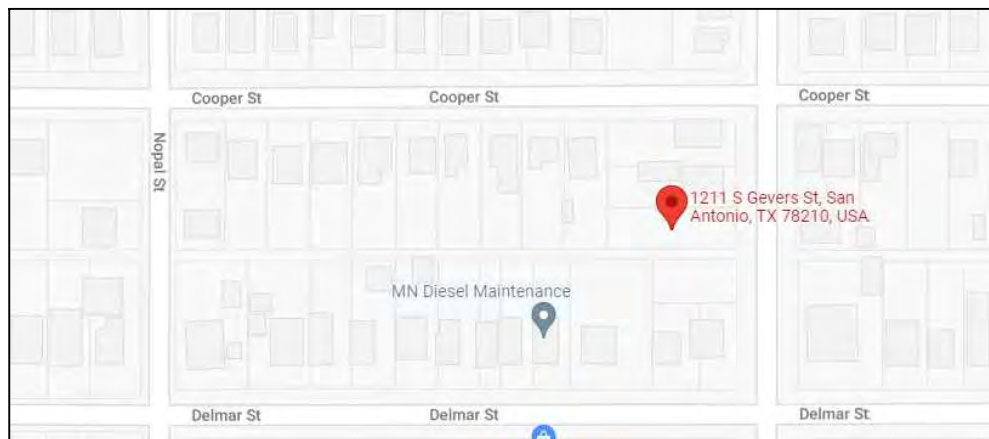 Cooper St
Cooper St
Cooper St
Nopal St
1211 S Gevers St, San
Antonio, TX 78210, USA
MN Diesel Maintenance
Delmar St
Delmar St
Delmar St